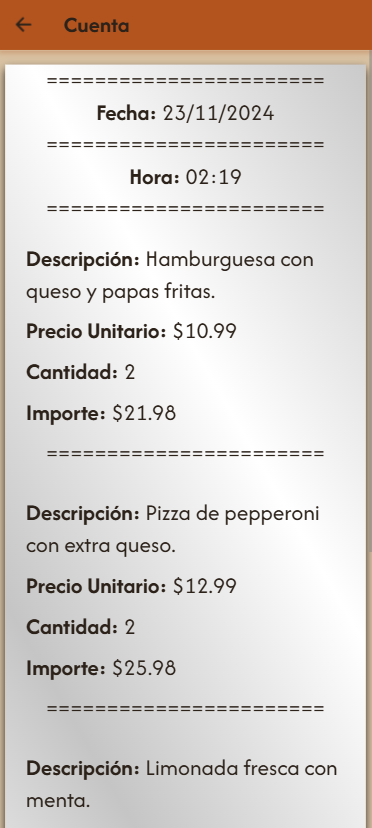 Cuenta
=======================
Fecha: 23/11/2024
=======================
Hora: 02:19
=======================
Descripción: Hamburguesa con
queso y papas fritas.
Precio Unitario: $10.99
Cantidad: 2
Importe: $21.98
=======================
Descripción: Pizza de pepperoni
con extra queso.
Precio Unitario: $12.99
Cantidad: 2
Importe: $25.98
=======================
Descripción: Limonada fresca con
menta.